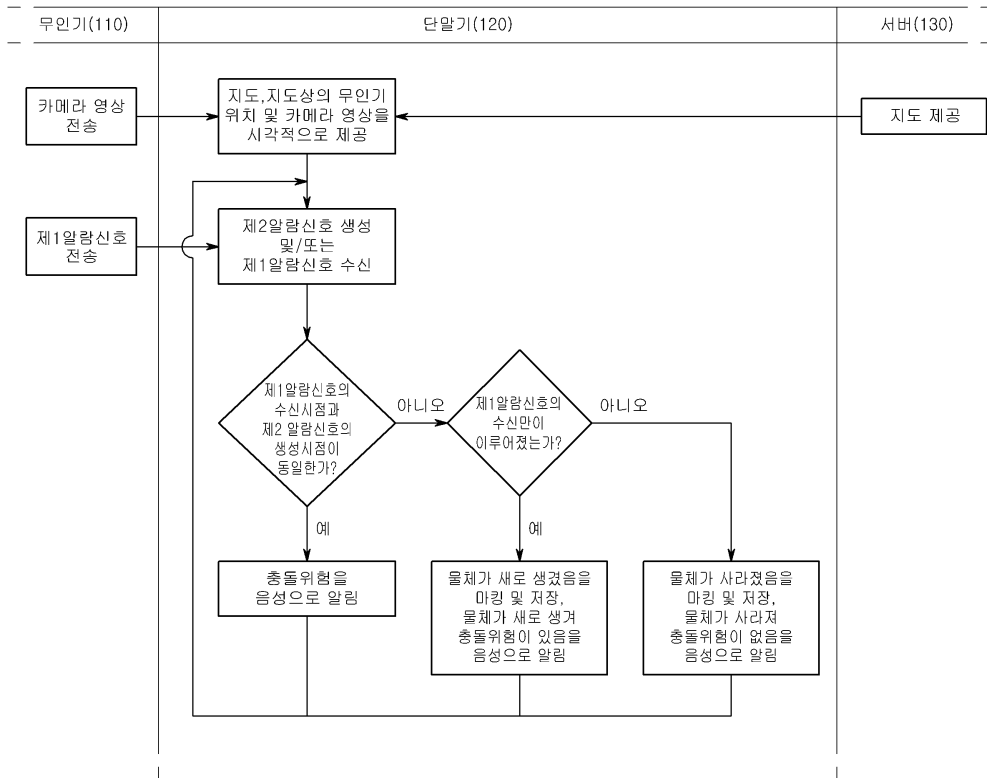 무인기(110)
단말기(120)
서버(130)
카메라 영상
전송
지도,지도상의 무인기
위치 및 카메라 영상을
시각적으로 제공
지도 제공
제1알람신호
전송
제2알람신호 생성
및/또는
제1알람신호 수신
제1알람신호의
수신시점과
제2 알람신호의
생성시점이
동일한가?
아니오
제1알람신호의
수신만이
이루어졌는가?
아니오
예
예
충돌위험을
음성으로 알림
물체가 새로 생겼음을
마킹 및 저장,
물체가 새로 생겨
충돌위험이 있음을
음성으로 알림
물체가 사라졌음을
마킹 및 저장,
물체가 사라져
충돌위험이 없음을
음성으로 알림